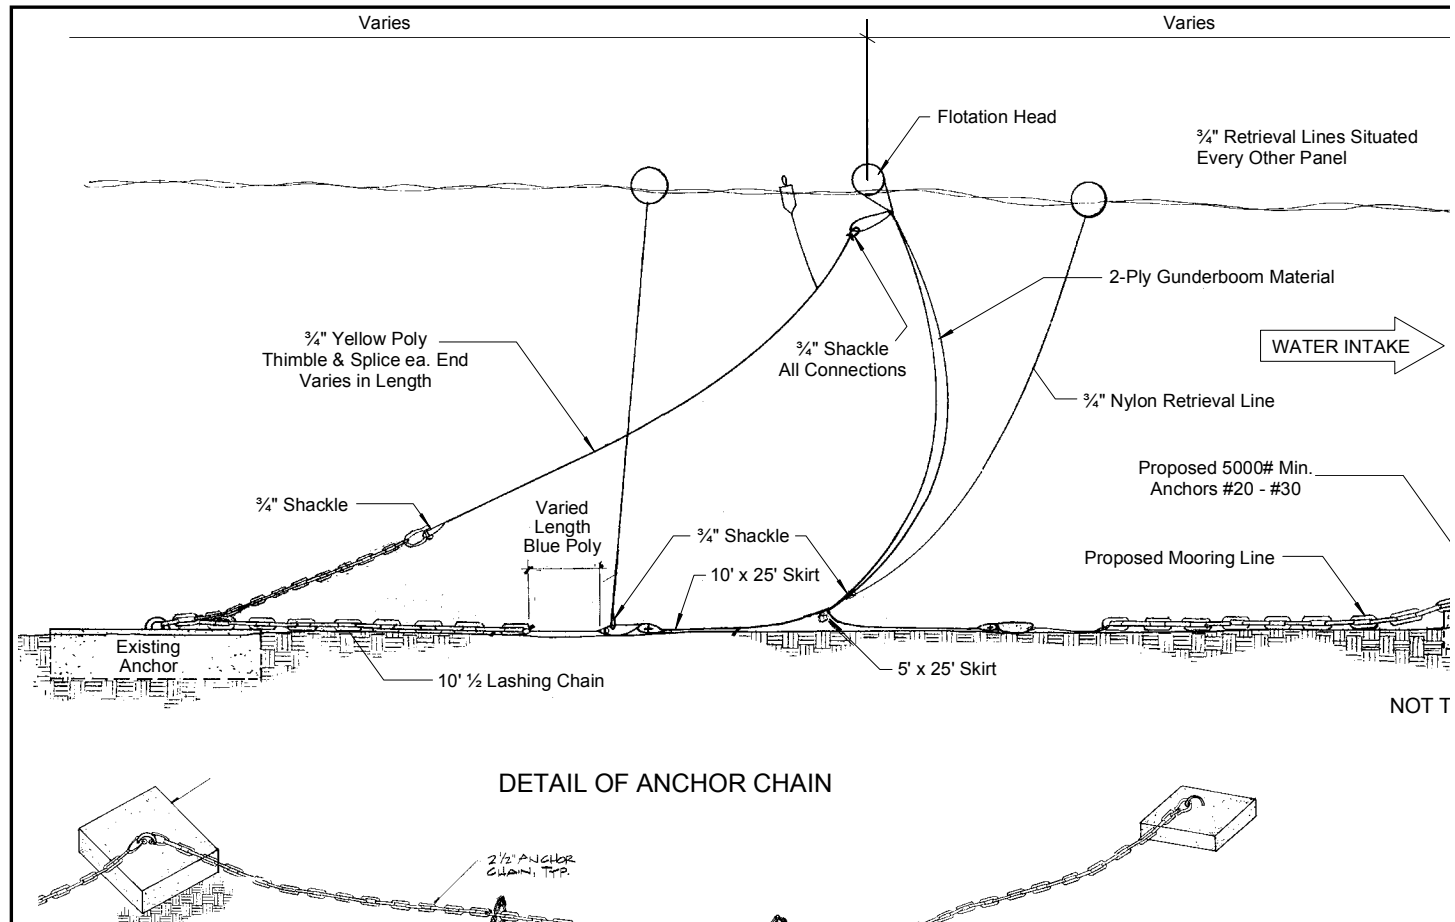 Varies
Varies
Flotation Head
¾" Retrieval Lines Situated
Every Other Panel
2-Ply Gunderboom Material
¾" Yellow Poly
Thimble & Splice ea. End
Varies in Length
¾" Shackle
All Connections
WATER INTAKE
¾" Nylon Retrieval Line
Proposed 5000# Min.
Anchors #20 - #30
¾" Shackle
Varied
Length
Blue Poly
¾" Shackle
10' x 25' Skirt
Proposed Mooring Line
Existing
Anchor
10' ½ Lashing Chain
5' x 25' Skirt
NOT T
DETAIL OF ANCHOR CHAIN
2½" ANCHOR
CHAIN, TYP.